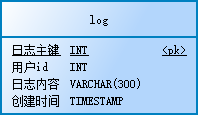 log
日志主键 INT <pk>
用户id INT
日志内容 VARCHAR(300)
创建时间 TIMESTAMP